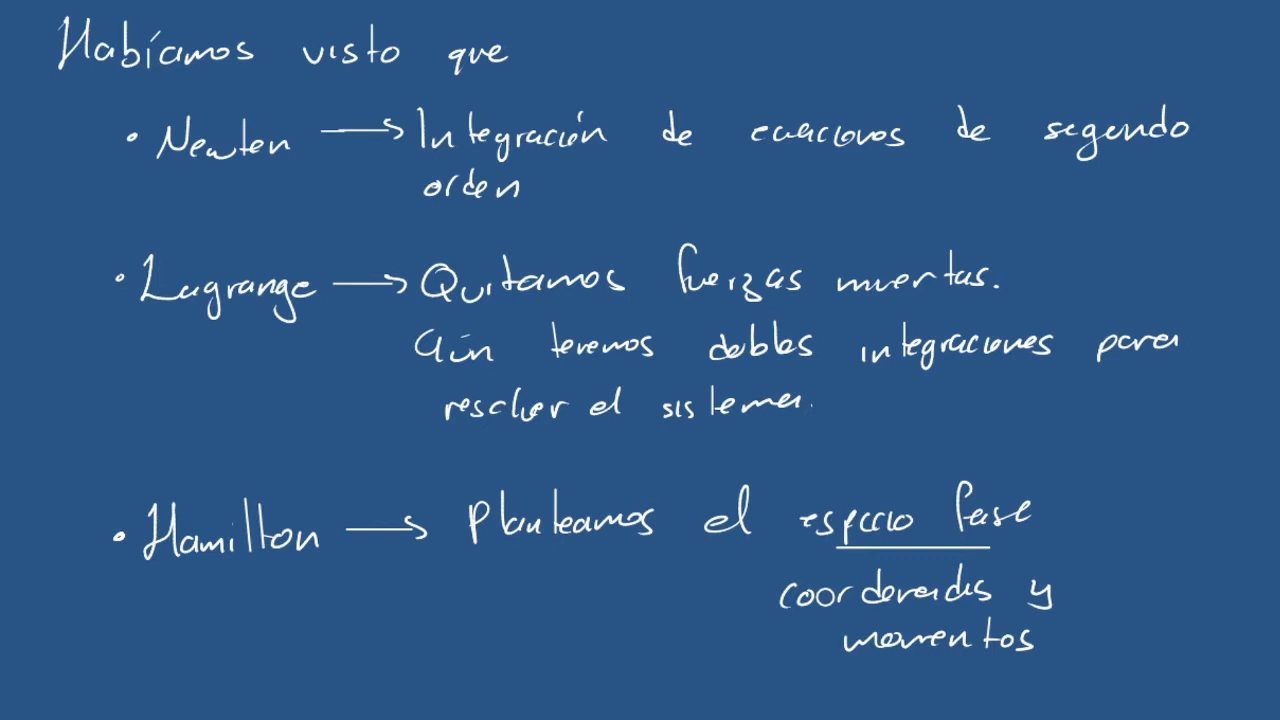 Habíamos visto que
• Newton → Integración de ecuaciones de segundo
orden
• Lagrange → Quitamos fuerzas muertas.
Aún tenemos dobles integraciones para
resolver el sistema.
• Hamilton → Planteamos el espacio fase
coordenadas y
momentos